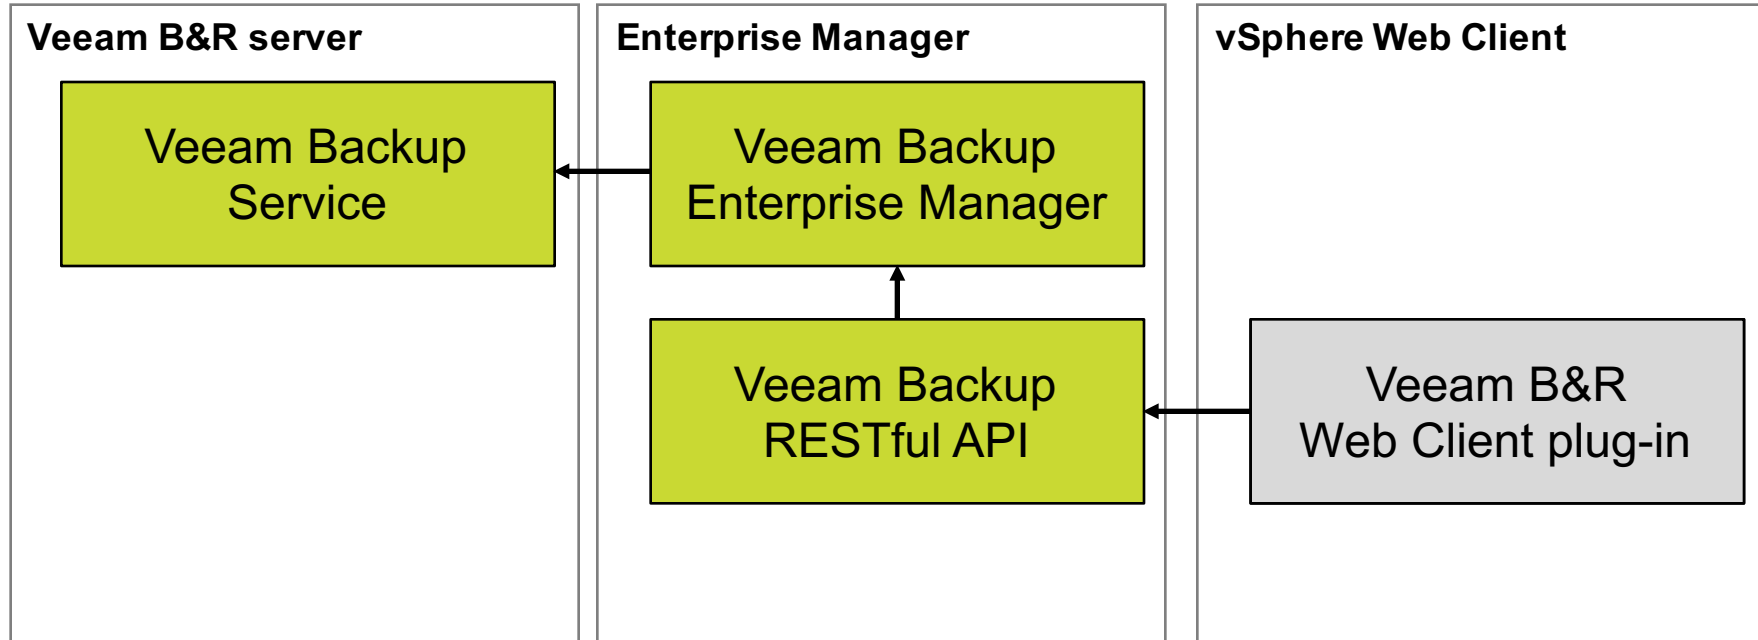 Veeam B&R server
Veeam Backup
Service
Enterprise Manager
Veeam Backup
Enterprise Manager
Veeam Backup
RESTful API
vSphere Web Client
Veeam B&R
Web Client plug-in